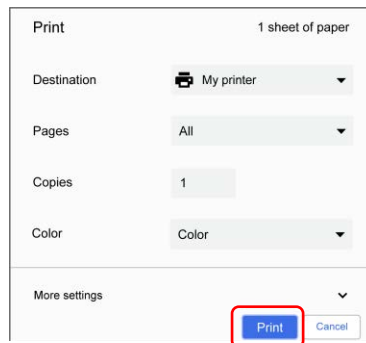 Print 1 sheet of paper
Destination My printer
Pages All
Copies 1
Color Color
More settings
Print Cancel